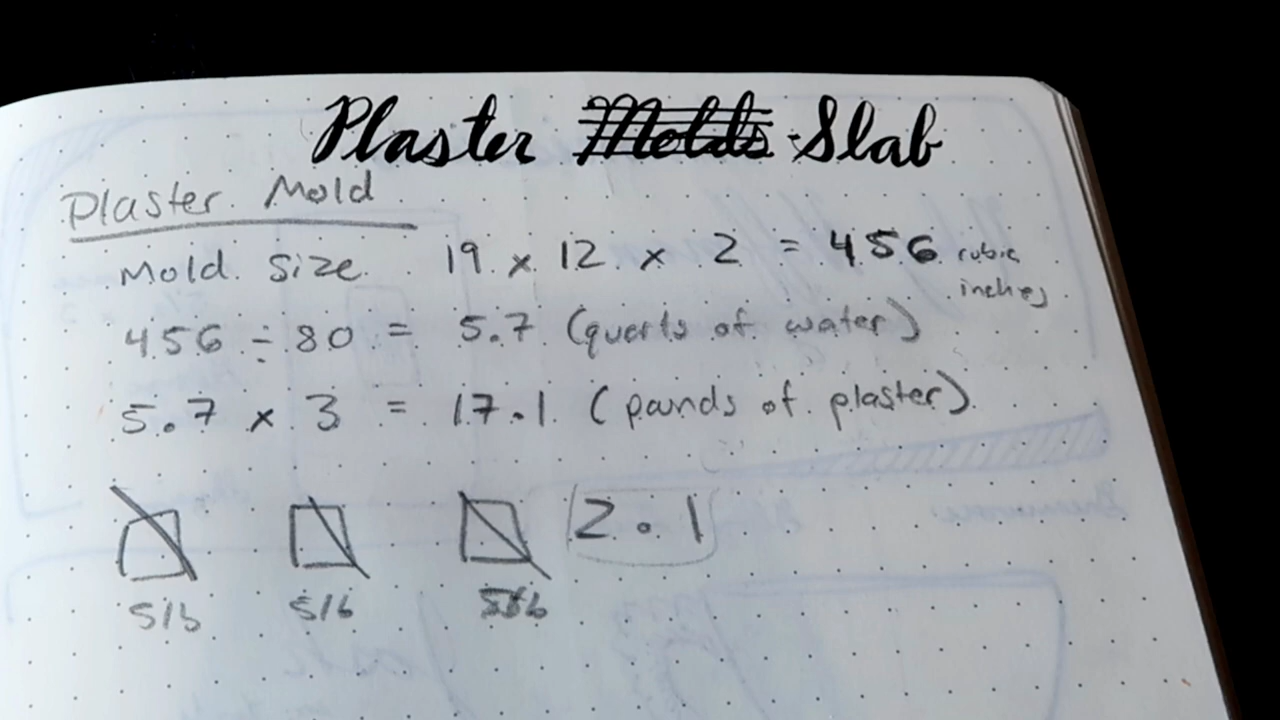 Plaster Molds Slab
Plaster Mold
Mold size 19 x 12 x 2 = 456 cubic inches
456 ÷ 80 = 5.7 (quarts of water)
5.7 x 3 = 17.1 (pounds of plaster)
2.1
5lb 5lb 5lb